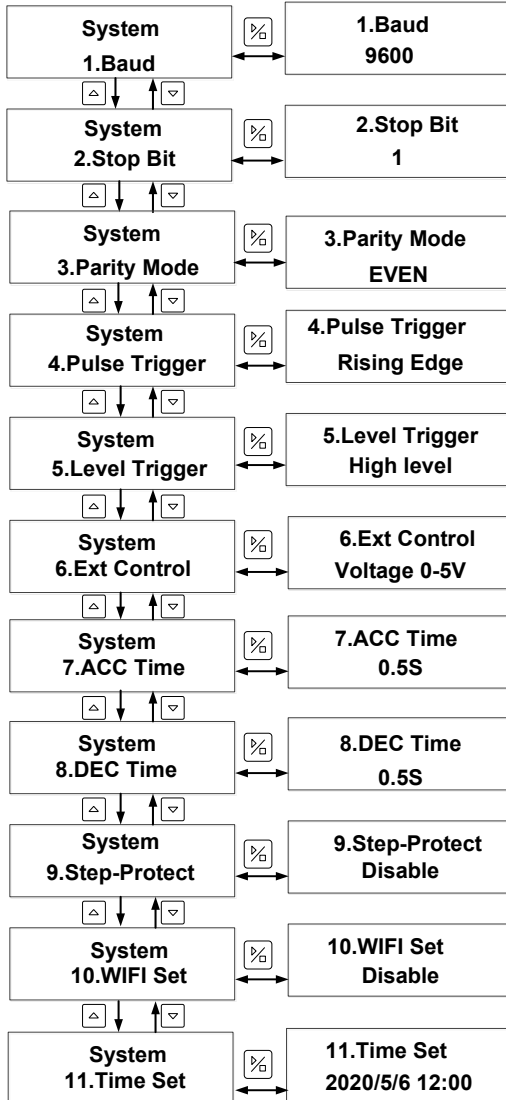 System
1.Baud
1.Baud
9600
System
2.Stop Bit
2.Stop Bit
1
System
3.Parity Mode
3.Parity Mode
EVEN
System
4.Pulse Trigger
4.Pulse Trigger
Rising Edge
System
5.Level Trigger
5.Level Trigger
High level
System
6.Ext Control
6.Ext Control
Voltage 0-5V
System
7.ACC Time
7.ACC Time
0.5S
System
8.DEC Time
8.DEC Time
0.5S
System
9.Step-Protect
9.Step-Protect
Disable
System
10.WIFI Set
10.WIFI Set
Disable
System
11.Time Set
11.Time Set
2020/5/6 12:00